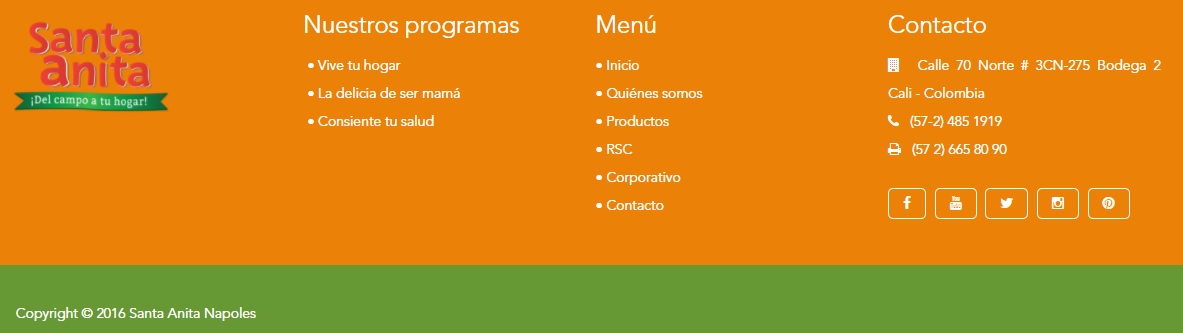 Santa
anita
¡Del campo a tu hogar!
Nuestros programas
• Vive tu hogar
• La delicia de ser mamá
• Consiente tu salud
Menú
• Inicio
• Quiénes somos
• Productos
• RSC
• Corporativo
• Contacto
Contacto
Calle 70 Norte # 3CN-275 Bodega 2
Cali - Colombia
(57-2) 485 1919
(57 2) 665 80 90
Copyright © 2016 Santa Anita Napoles